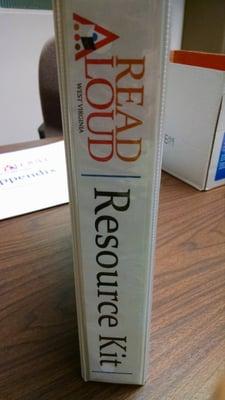 READ
ALOUD
WEST VIRGINIA
Resource Kit